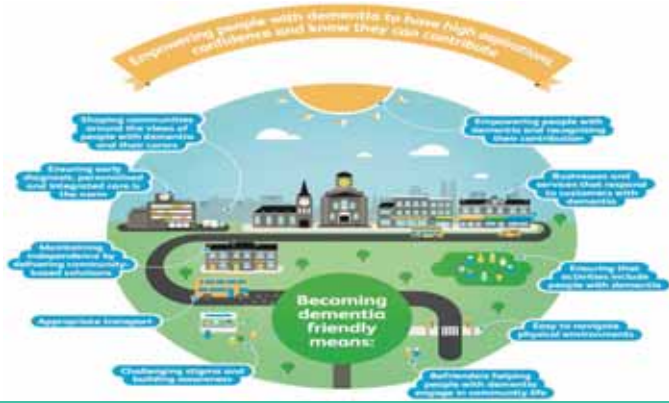 Empowering people with dementia to have high aspirations,
confidence and know they can contribute
Shaping communities
around the views of
people with dementia
and their carers
Empowering people with
dementia and recognising
their contribution
Ensuring early
diagnosis, personalised
and integrated care is
the norm
Businesses and
services that respond
to customers with
dementia
Maintaining
independence by
delivering community-
based solutions
Ensuring that
activities include
people with dementia
Appropriate transport
Becoming
dementia
friendly
means:
Easy to navigate
physical environments
Challenging stigma and
building awareness
Befrienders helping
people with dementia
engage in community life